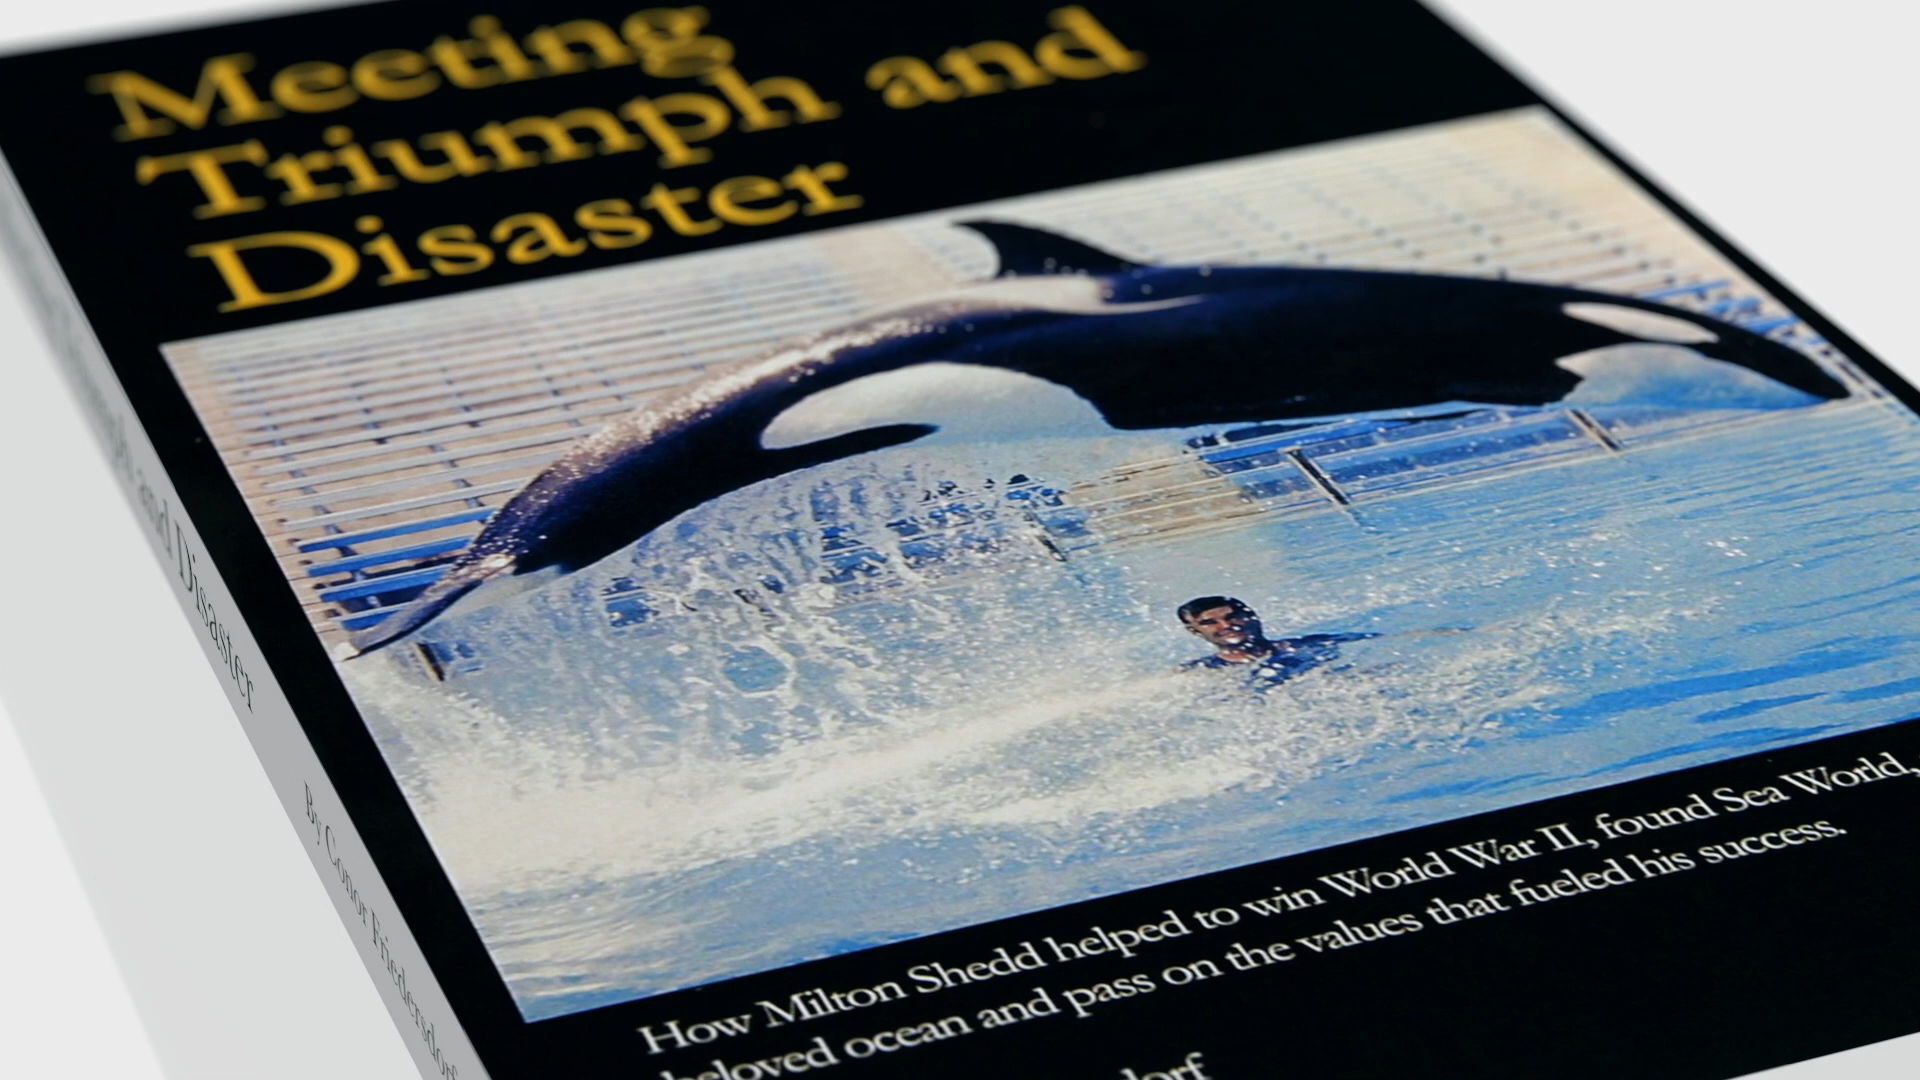 Meeting
Triumph and
Disaster
How Milton Shedd helped to win World War II, found Sea World,
beloved ocean and pass on the values that fueled his success.
and Disaster
By Conor Friedersdorf